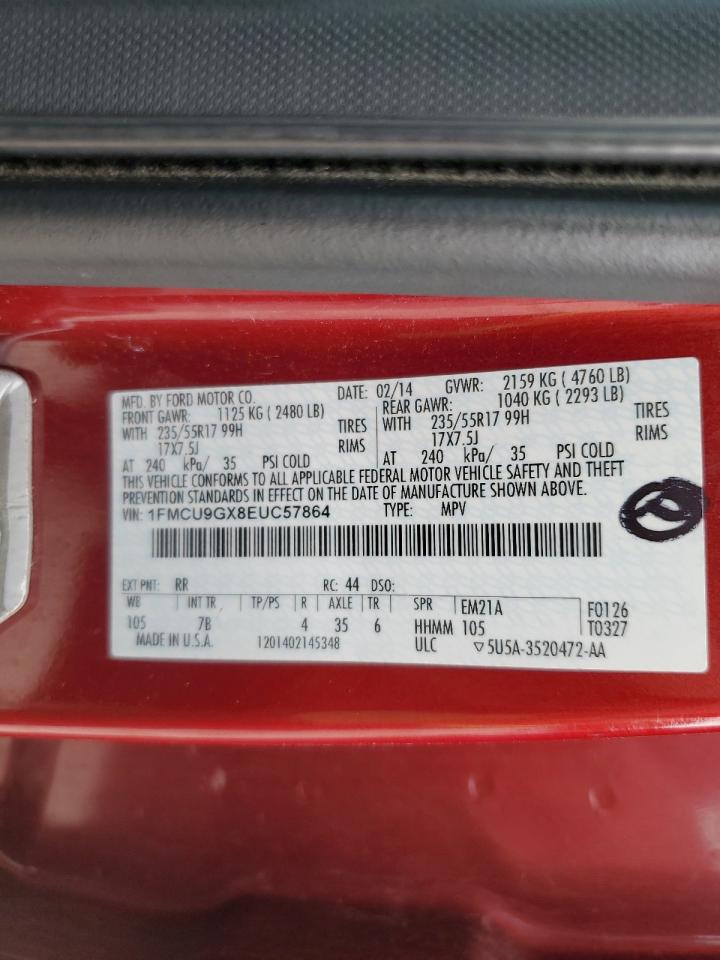 MFD. BY FORD MOTOR CO. DATE: 02/14 GVWR: 2159 KG ( 4760 LB)
FRONT GAWR: 1125 KG ( 2480 LB) REAR GAWR: 1040 KG ( 2293 LB)
WITH 235/55R17 99H TIRES WITH 235/55R17 99H TIRES
17X7.5J RIMS 17X7.5J RIMS
AT 240 kPa/ 35 PSI COLD AT 240 kPa/ 35 PSI COLD
THIS VEHICLE CONFORMS TO ALL APPLICABLE FEDERAL MOTOR VEHICLE SAFETY AND THEFT
PREVENTION STANDARDS IN EFFECT ON THE DATE OF MANUFACTURE SHOWN ABOVE.
VIN: 1FMCU9GX8EUC57864 TYPE: MPV
EXT PNT: RR RC: 44 DSO:
WB INT TR TP/PS R AXLE TR SPR EM21A F0126
105 7B 4 35 6 HHMM 105 T0327
MADE IN U.S.A. 1201402145348 ULC ▽5U5A-3520472-AA